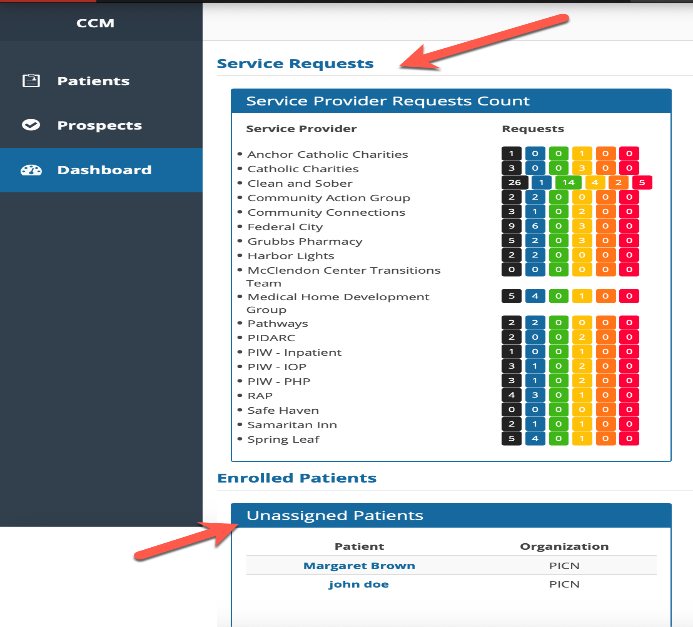 CCM
Patients
Prospects
Dashboard
Service Requests
Service Provider Requests Count
Service Provider Requests
• Anchor Catholic Charities 1 0 0 1 0 0
• Catholic Charities 3 0 0 3 0 0
• Clean and Sober 26 1 14 4 2 5
• Community Action Group 2 2 0 0 0 0
• Community Connections 3 1 0 2 0 0
• Federal City 9 6 0 3 0 0
• Grubbs Pharmacy 5 2 0 3 0 0
• Harbor Lights 2 2 0 0 0 0
• McClendon Center Transitions 0 0 0 0 0 0
Team
• Medical Home Development 5 4 0 1 0 0
Group
• Pathways 2 2 0 0 0 0
• PIDARC 2 0 0 2 0 0
• PIW - Inpatient 1 0 0 1 0 0
• PIW - IOP 3 1 0 2 0 0
• PIW - PHP 3 1 0 2 0 0
• RAP 4 3 0 1 0 0
• Safe Haven 0 0 0 0 0 0
• Samaritan Inn 2 1 0 1 0 0
• Spring Leaf 5 4 0 1 0 0
Enrolled Patients
Unassigned Patients
Patient Organization
Margaret Brown PICN
john doe PICN